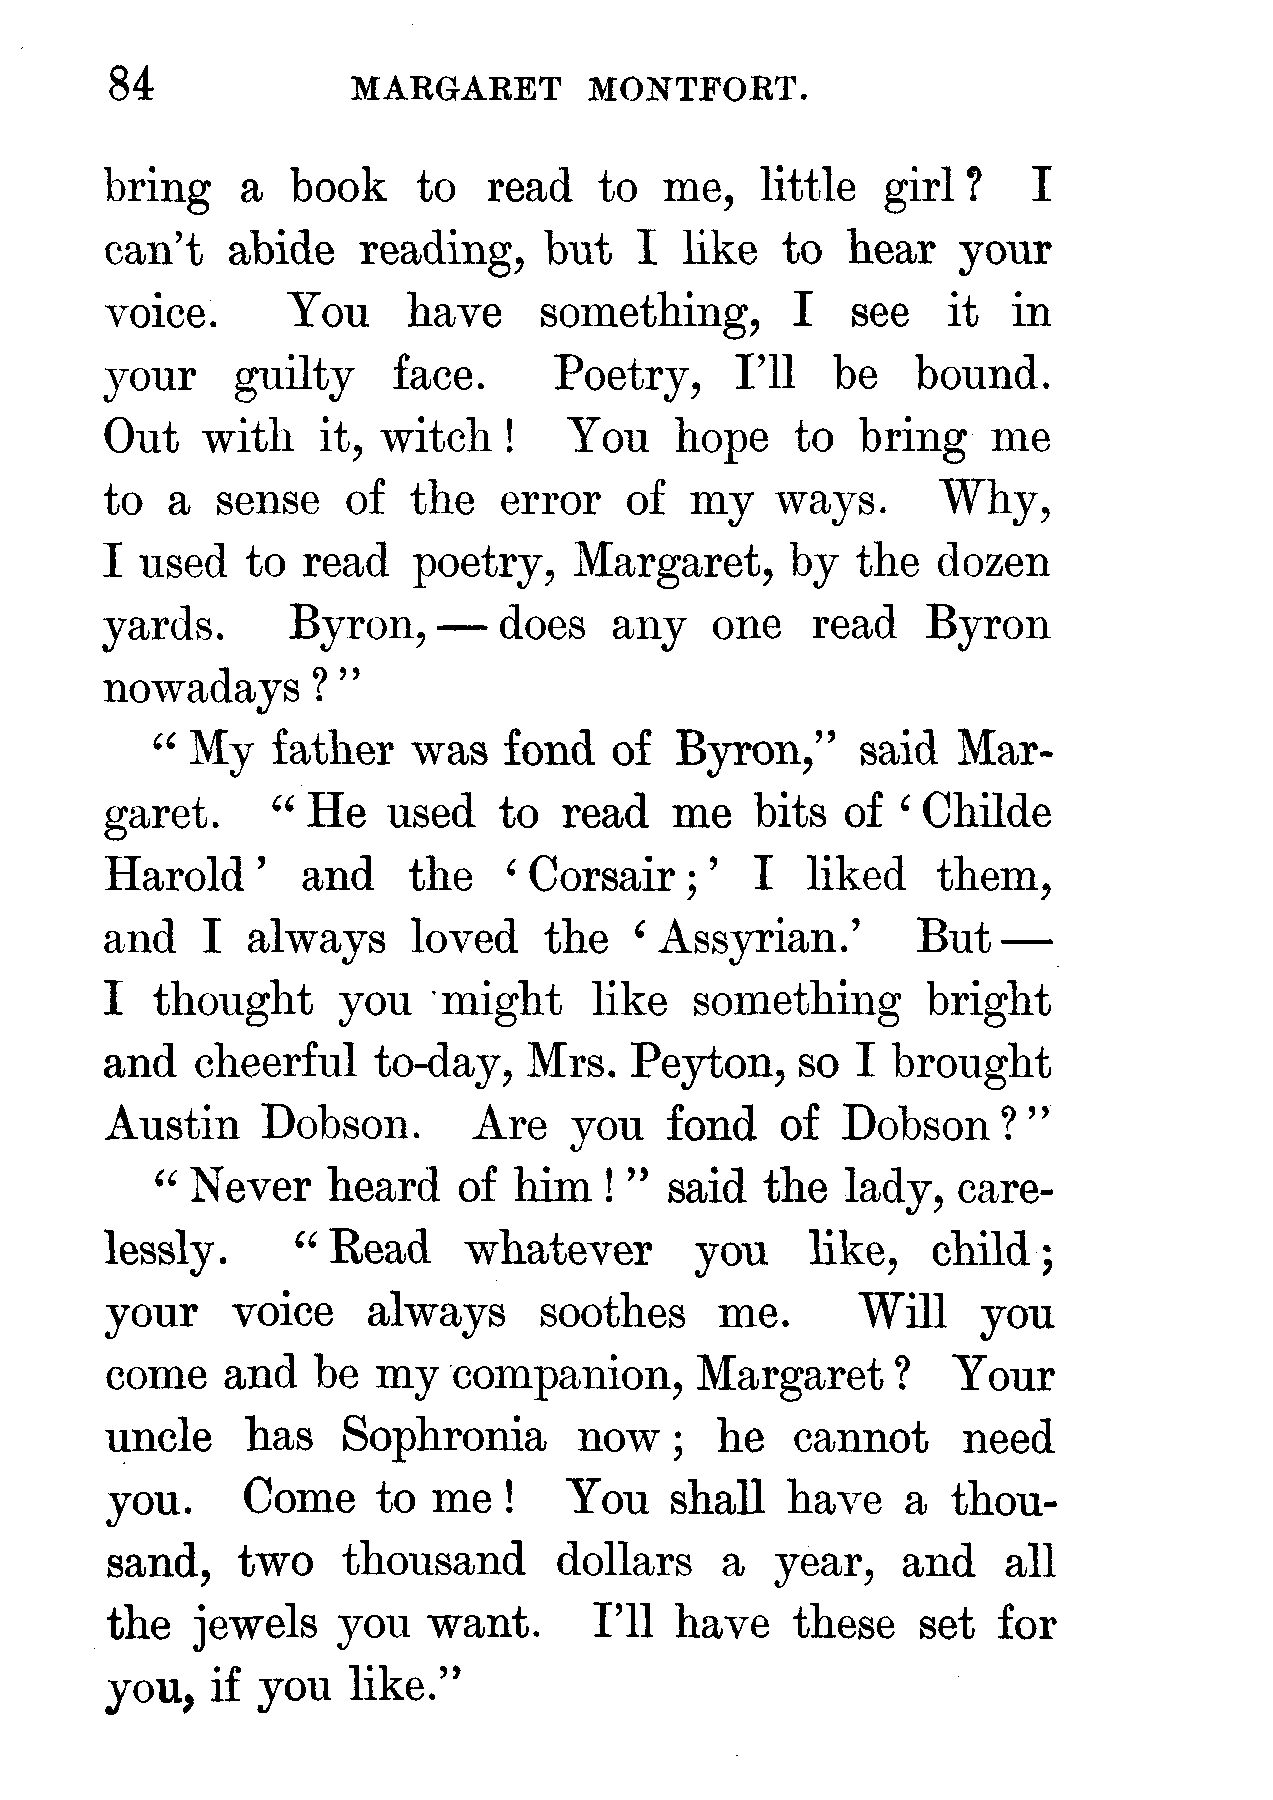 84 MARGARET MONTFORT.
bring a book to read to me, little girl? I
can't abide reading, but I like to hear your
voice. You have something, I see it in
your guilty face. Poetry, I'll be bound.
Out with it, witch! You hope to bring me
to a sense of the error of my ways. Why,
I used to read poetry, Margaret, by the dozen
yards. Byron,— does any one read Byron
nowadays?"
"My father was fond of Byron," said Mar-
garet. "He used to read me bits of 'Childe
Harold' and the 'Corsair;' I liked them,
and I always loved the 'Assyrian.' But—
I thought you might like something bright
and cheerful to-day, Mrs. Peyton, so I brought
Austin Dobson. Are you fond of Dobson?"
"Never heard of him!" said the lady, care-
lessly. "Read whatever you like, child;
your voice always soothes me. Will you
come and be my companion, Margaret? Your
uncle has Sophronia now; he cannot need
you. Come to me! You shall have a thou-
sand, two thousand dollars a year, and all
the jewels you want. I'll have these set for
you, if you like."